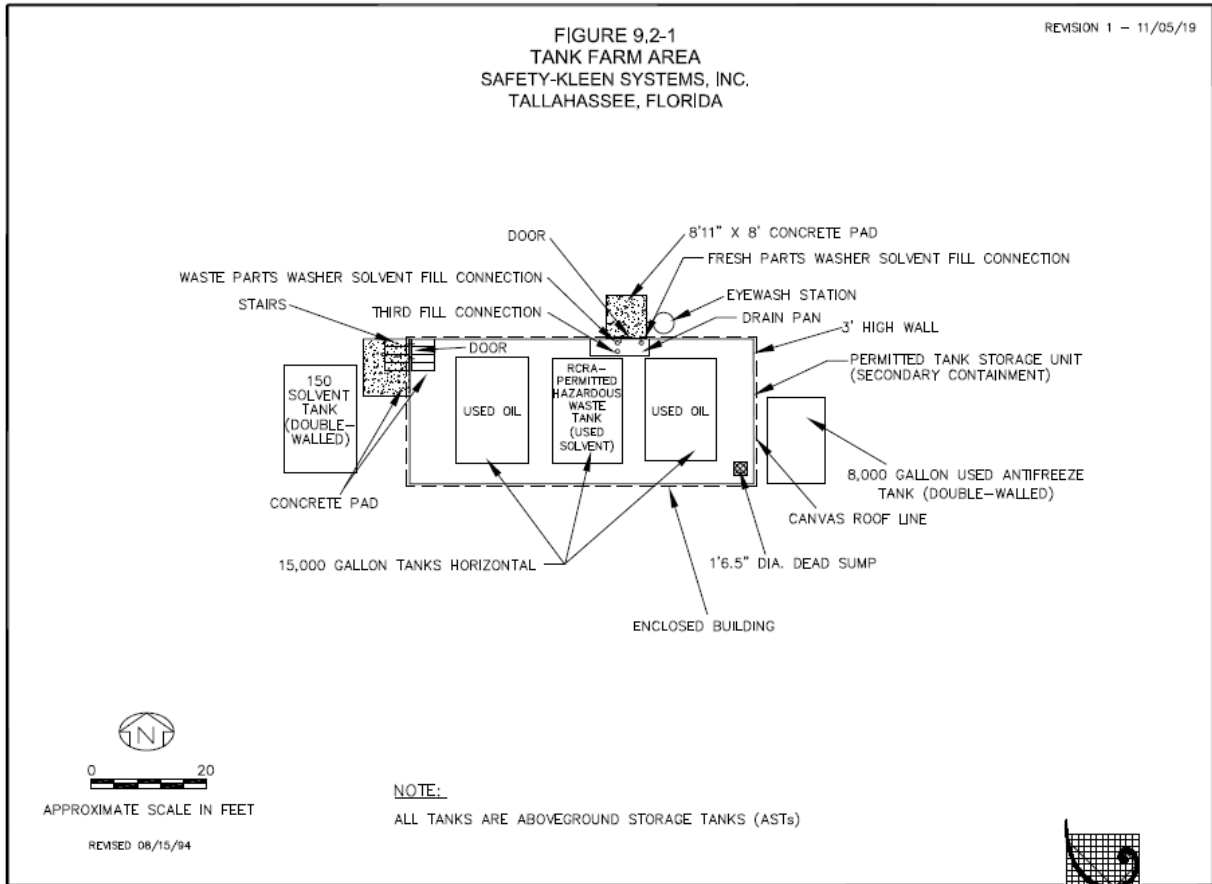 REVISION 1 – 11/05/19
FIGURE 9.2-1
TANK FARM AREA
SAFETY-KLEEN SYSTEMS, INC.
TALLAHASSEE, FLORIDA
DOOR
8'11" X 8' CONCRETE PAD
FRESH PARTS WASHER SOLVENT FILL CONNECTION
WASTE PARTS WASHER SOLVENT FILL CONNECTION
EYEWASH STATION
STAIRS
THIRD FILL CONNECTION
DRAIN PAN
3' HIGH WALL
DOOR
PERMITTED TANK STORAGE UNIT
(SECONDARY CONTAINMENT)
150
SOLVENT
TANK
(DOUBLE–
WALLED)
USED OIL
RCRA–
PERMITTED
HAZARDOUS
WASTE
TANK
(USED
SOLVENT)
USED OIL
8,000 GALLON USED ANTIFREEZE
TANK (DOUBLE–WALLED)
CONCRETE PAD
CANVAS ROOF LINE
15,000 GALLON TANKS HORIZONTAL
1'6.5" DIA. DEAD SUMP
ENCLOSED BUILDING
N
0 20
APPROXIMATE SCALE IN FEET
REVISED 08/15/94
NOTE:
ALL TANKS ARE ABOVEGROUND STORAGE TANKS (ASTs)